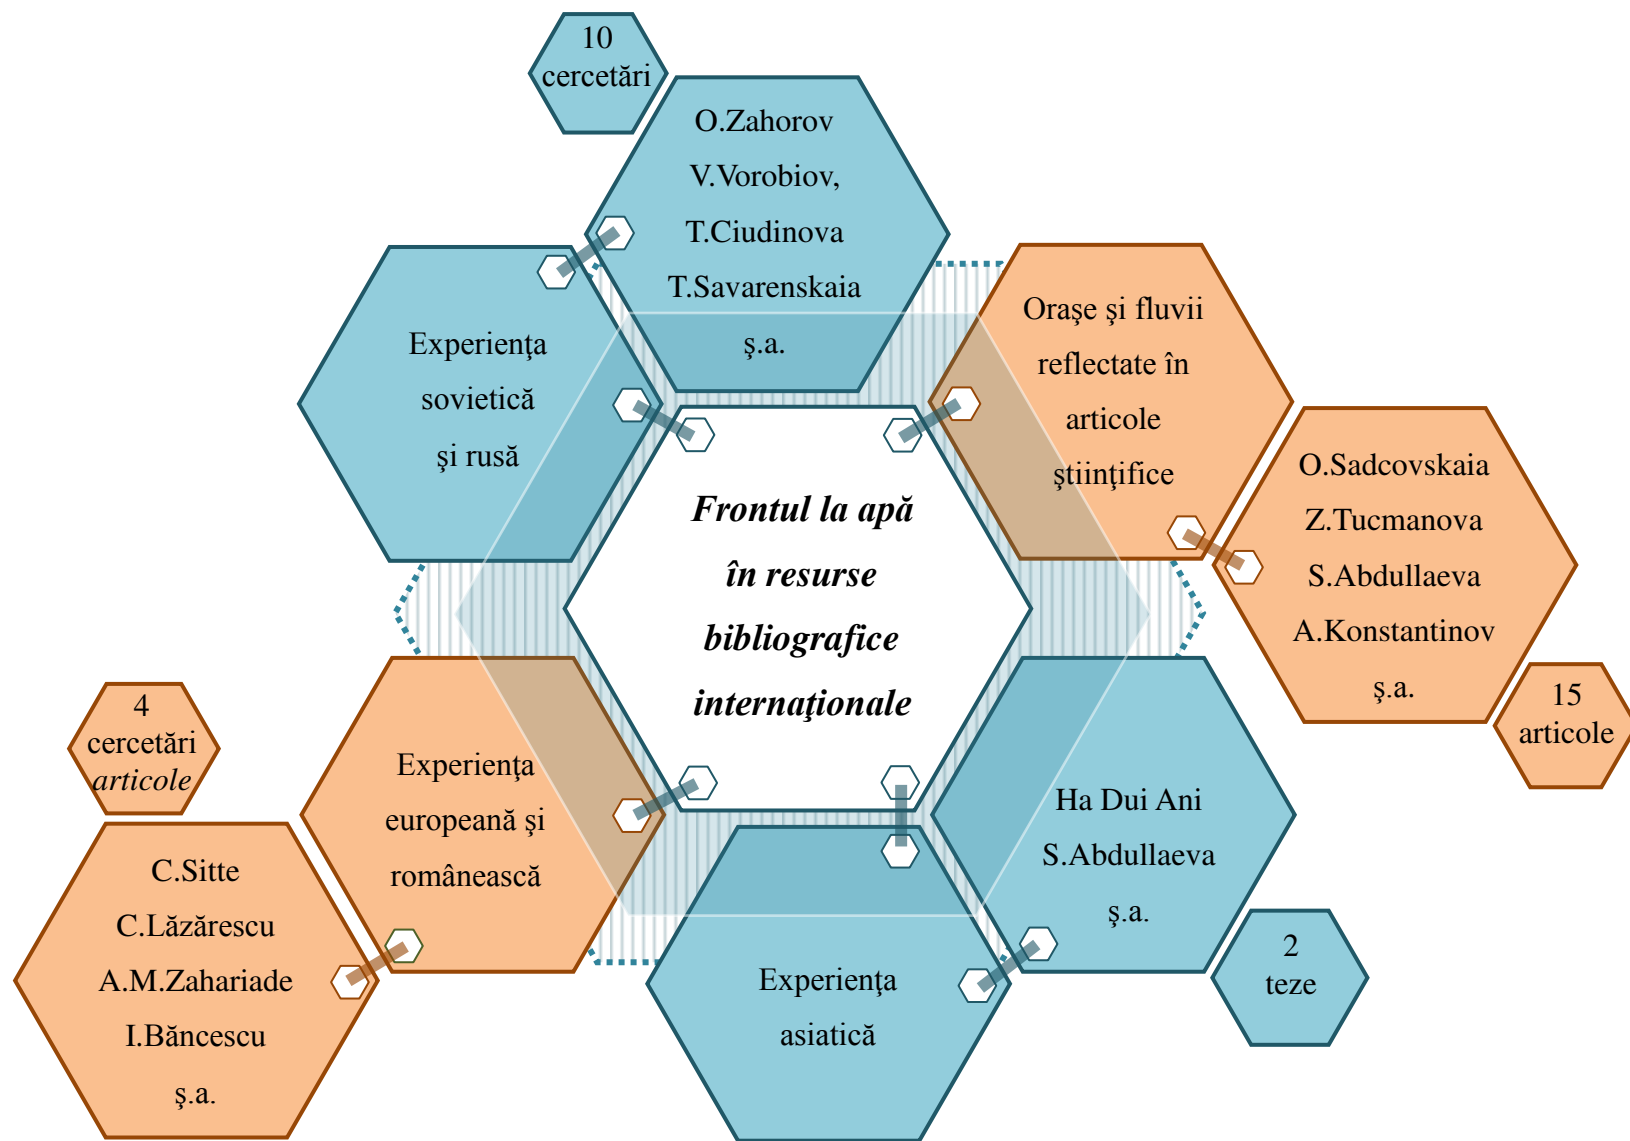 10
cercetări
O.Zahorov
V.Vorobiov,
T.Ciudinova
T.Savarenskaia
ş.a.
Experienţa
sovietică
şi rusă
Oraşe şi fluvii
reflectate în
articole
ştiinţifice
O.Sadcovskaia
Z.Tucmanova
S.Abdullaeva
A.Konstantinov
ş.a.
15
articole
Frontul la apă
în resurse
bibliografice
internaţionale
4
cercetări
articole
Experienţa
europeană şi
românească
C.Sitte
C.Lăzărescu
A.M.Zahariade
I.Băncescu
ş.a.
Ha Dui Ani
S.Abdullaeva
ş.a.
2
teze
Experienţa
asiatică